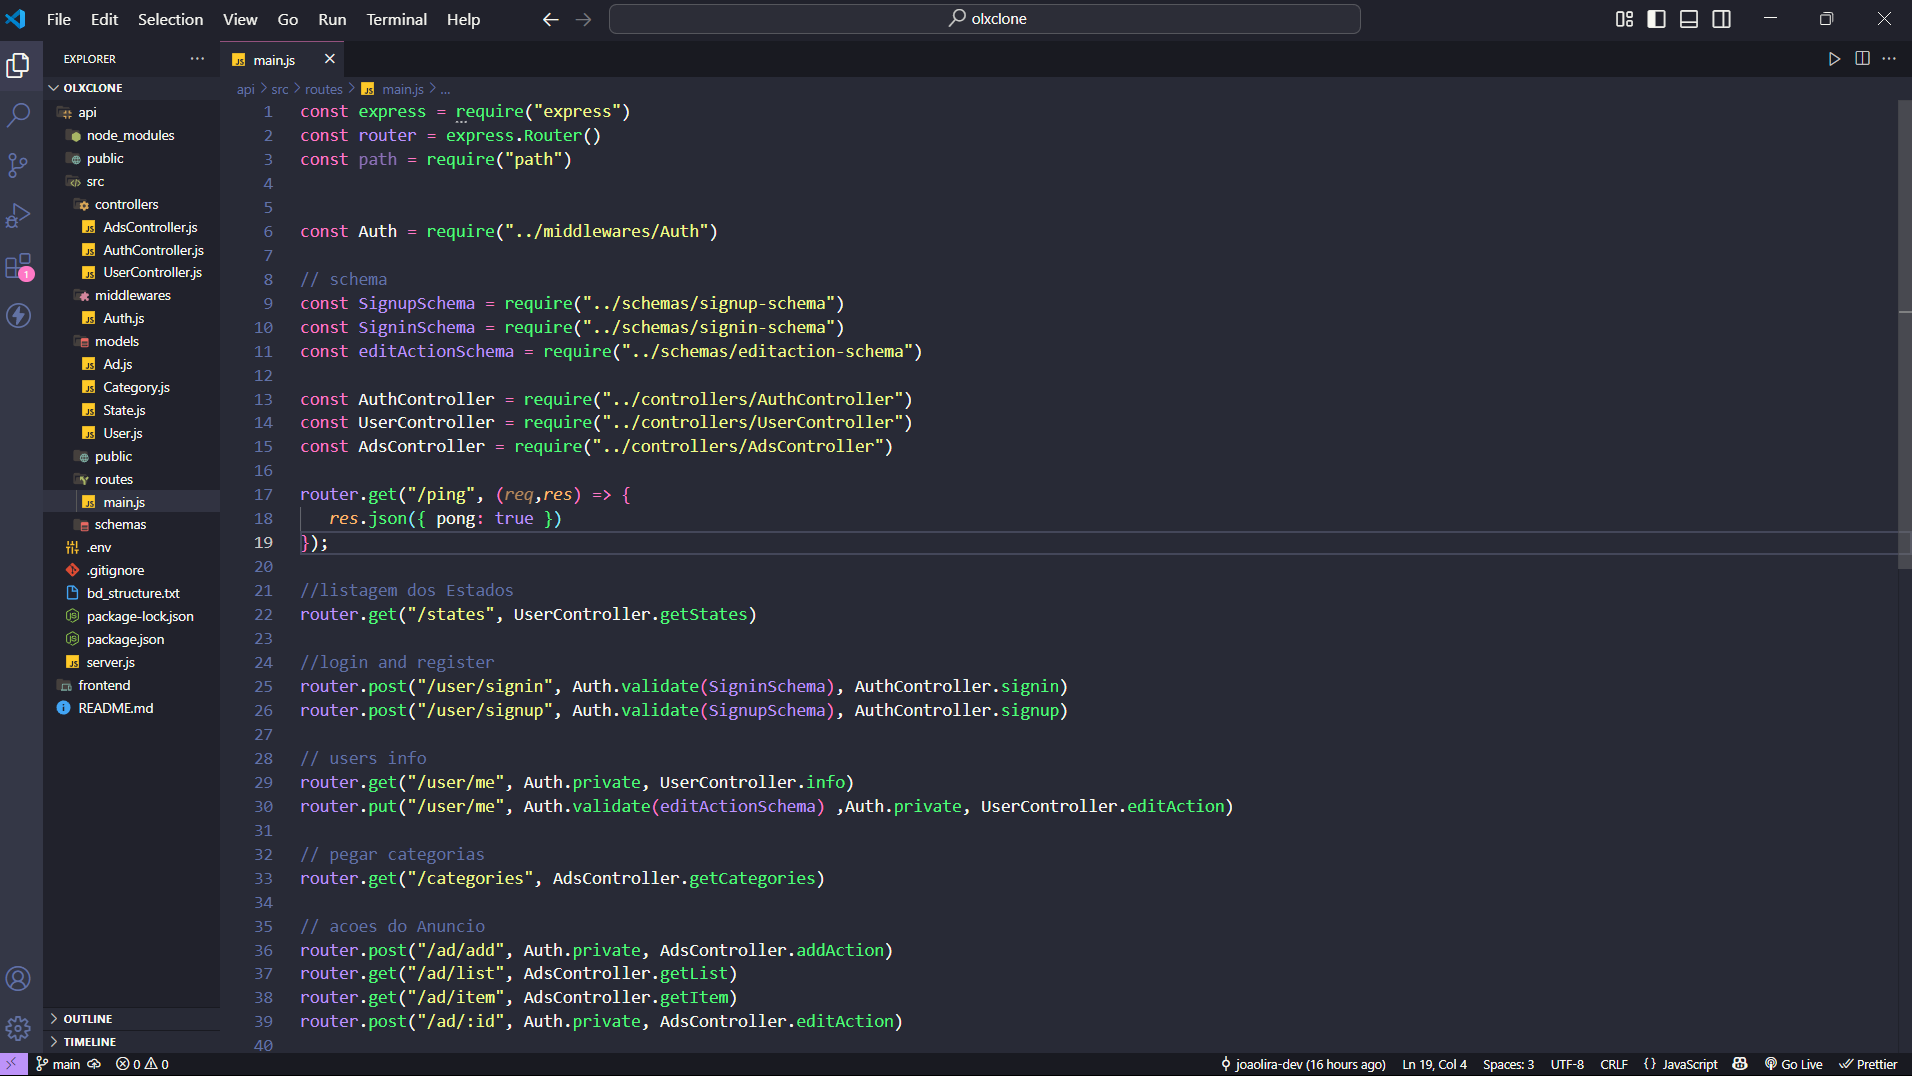 File Edit Selection View Go Run Terminal Help
olxclone
EXPLORER
OLXCLONE
api
node_modules
public
src
controllers
AdsController.js
AuthController.js
UserController.js
middlewares
Auth.js
models
Ad.js
Category.js
State.js
User.js
public
routes
main.js
schemas
.env
.gitignore
bd_structure.txt
package-lock.json
package.json
server.js
frontend
README.md
OUTLINE
TIMELINE
1
main.js
api > src > routes > main.js > ...
1 const express = require("express")
2 const router = express.Router()
3 const path = require("path")
4
5
6 const Auth = require("../middlewares/Auth")
7
8 // schema
9 const SignupSchema = require("../schemas/signup-schema")
10 const SigninSchema = require("../schemas/signin-schema")
11 const editActionSchema = require("../schemas/editaction-schema")
12
13 const AuthController = require("../controllers/AuthController")
14 const UserController = require("../controllers/UserController")
15 const AdsController = require("../controllers/AdsController")
16
17 router.get("/ping", (req,res) => {
18 res.json({ pong: true })
19 });
20
21 //listagem dos Estados
22 router.get("/states", UserController.getStates)
23
24 //login and register
25 router.post("/user/signin", Auth.validate(SigninSchema), AuthController.signin)
26 router.post("/user/signup", Auth.validate(SignupSchema), AuthController.signup)
27
28 // users info
29 router.get("/user/me", Auth.private, UserController.info)
30 router.put("/user/me", Auth.validate(editActionSchema) ,Auth.private, UserController.editAction)
31
32 // pegar categorias
33 router.get("/categories", AdsController.getCategories)
34
35 // acoes do Anuncio
36 router.post("/ad/add", Auth.private, AdsController.addAction)
37 router.get("/ad/list", AdsController.getList)
38 router.get("/ad/item", AdsController.getItem)
39 router.post("/ad/:id", Auth.private, AdsController.editAction)
40
main 0 0 joaolira-dev (16 hours ago) Ln 19, Col 4 Spaces: 3 UTF-8 CRLF {} JavaScript Go Live Prettier